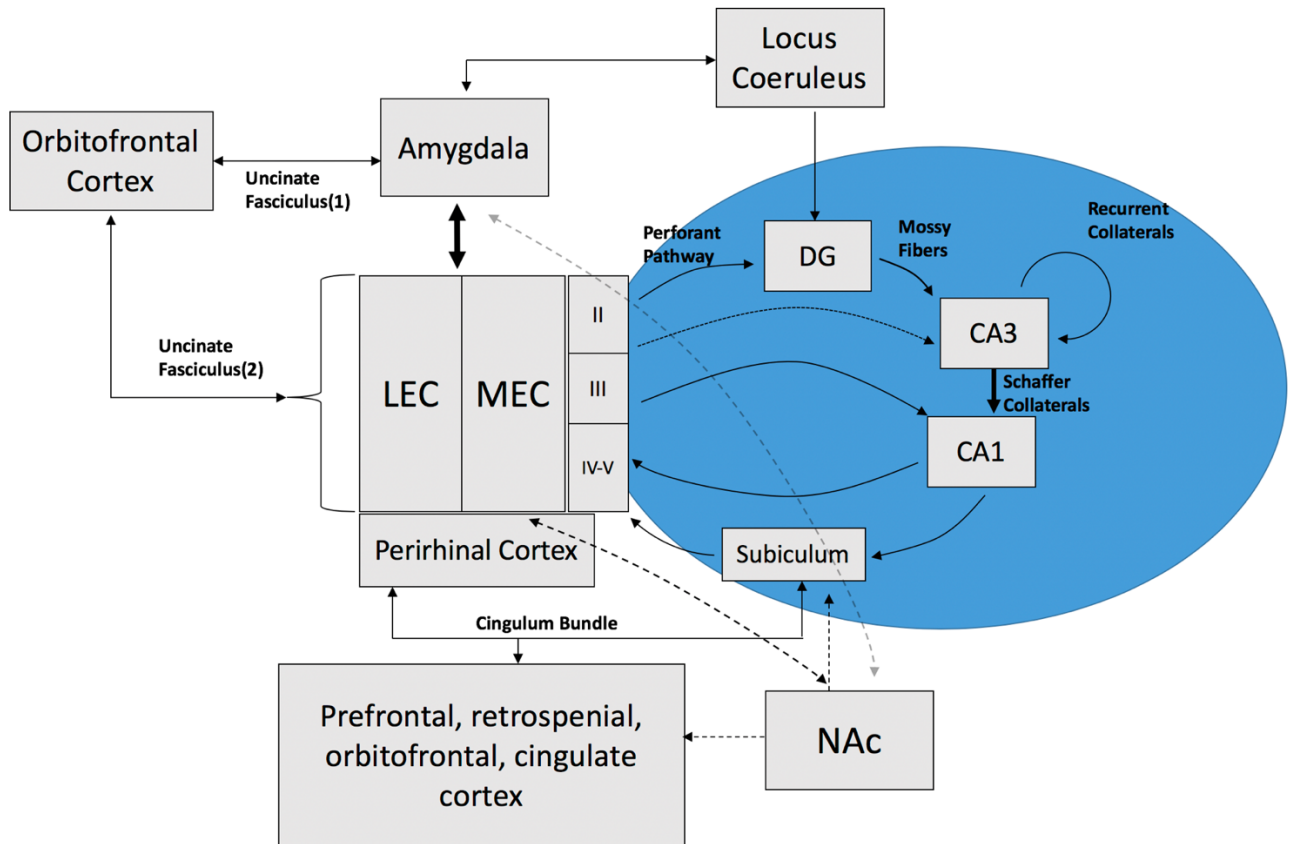 Locus
Coeruleus
Orbitofrontal
Cortex
Amygdala
Uncinate
Fasciculus(1)
Perforant
Pathway
DG
Mossy
Fibers
Recurrent
Collaterals
Uncinate
Fasciculus(2)
LEC
MEC
II
III
IV-V
CA3
Schaffer
Collaterals
CA1
Perirhinal Cortex
Subiculum
Cingulum Bundle
Prefrontal, retrospenial,
orbitofrontal, cingulate
cortex
NAc